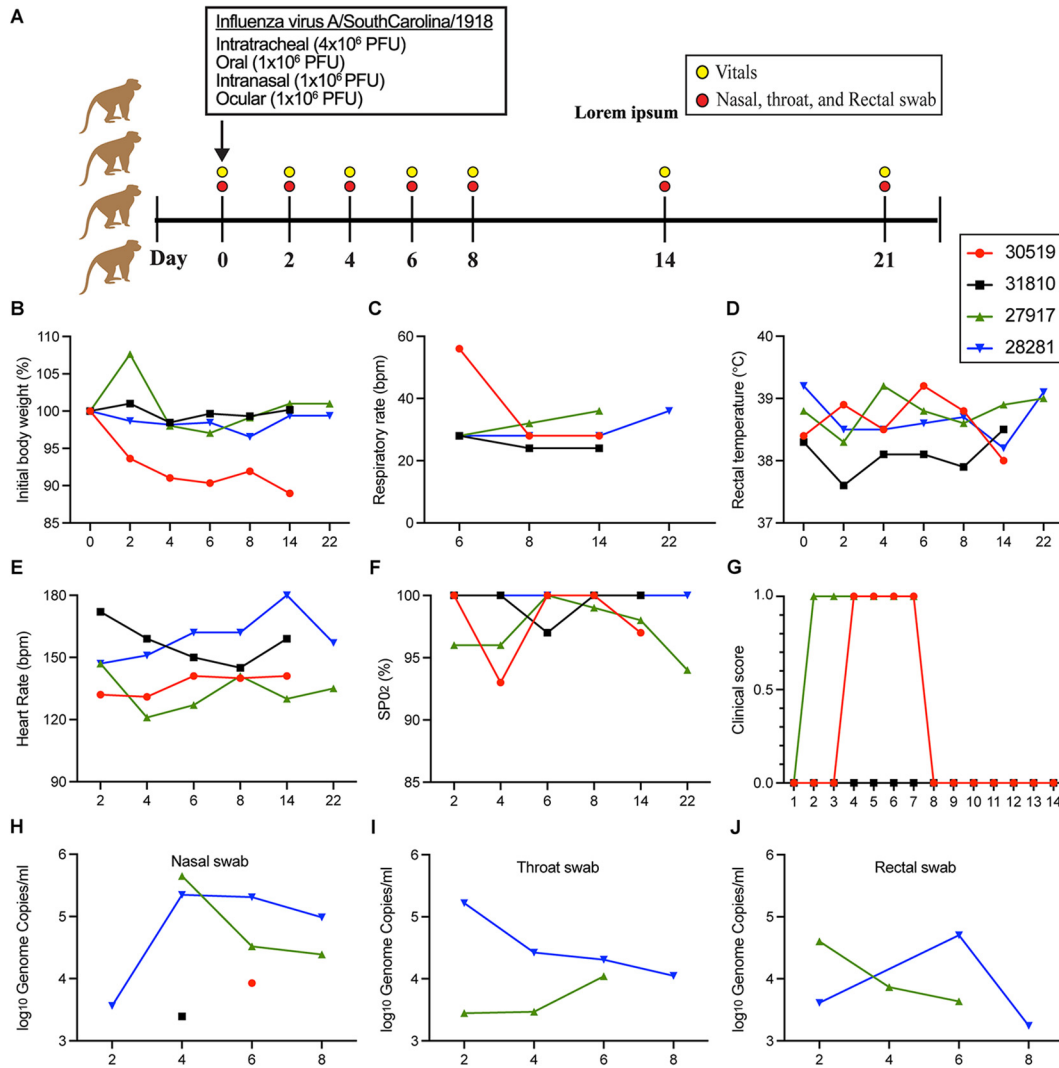 A
Influenza virus A/SouthCarolina/1918
Intratracheal (4x10⁶ PFU)
Oral (1x10⁶ PFU)
Intranasal (1x10⁶ PFU)
Ocular (1x10⁶ PFU)
Vitals
Nasal, throat, and Rectal swab
Lorem ipsum
Day 0 2 4 6 8 14 21
30519
31810
27917
28281
B
Initial body weight (%)
110
105
100
95
90
85
0 2 4 6 8 14 22
C
Respiratory rate (bpm)
60
40
20
0
6 8 14 22
D
Rectal temperature (°C)
40
39
38
37
0 2 4 6 8 14 22
E
Heart Rate (bpm)
180
150
120
90
2 4 6 8 14 22
F
SPO₂ (%)
100
95
90
85
2 4 6 8 14 22
G
Clinical score
1.0
0.5
0.0
1 2 3 4 5 6 7 8 9 10 11 12 13 14
H
Nasal swab
log₁₀ Genome Copies/ml
6
5
4
3
2 4 6 8
I
Throat swab
log₁₀ Genome Copies/ml
6
5
4
3
2 4 6 8
J
Rectal swab
log₁₀ Genome Copies/ml
6
5
4
3
2 4 6 8